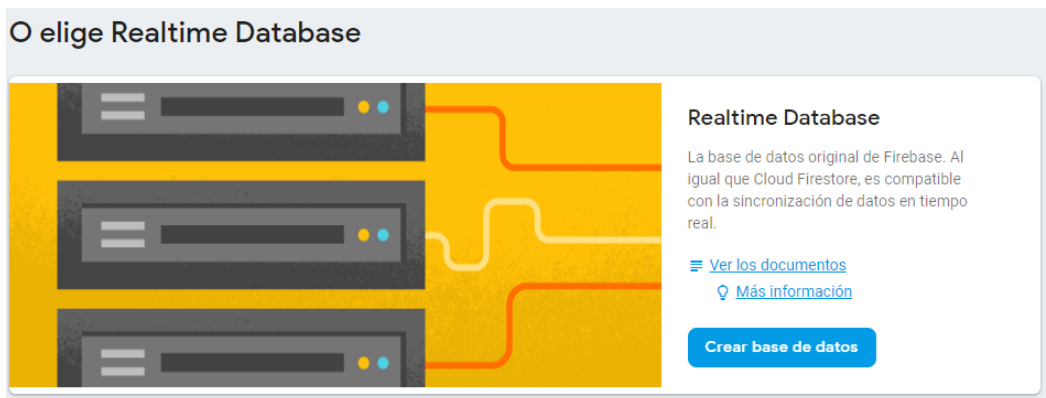 O elige Realtime Database
Realtime Database
La base de datos original de Firebase. Al
igual que Cloud Firestore, es compatible
con la sincronización de datos en tiempo
real.
Ver los documentos
Más información
Crear base de datos